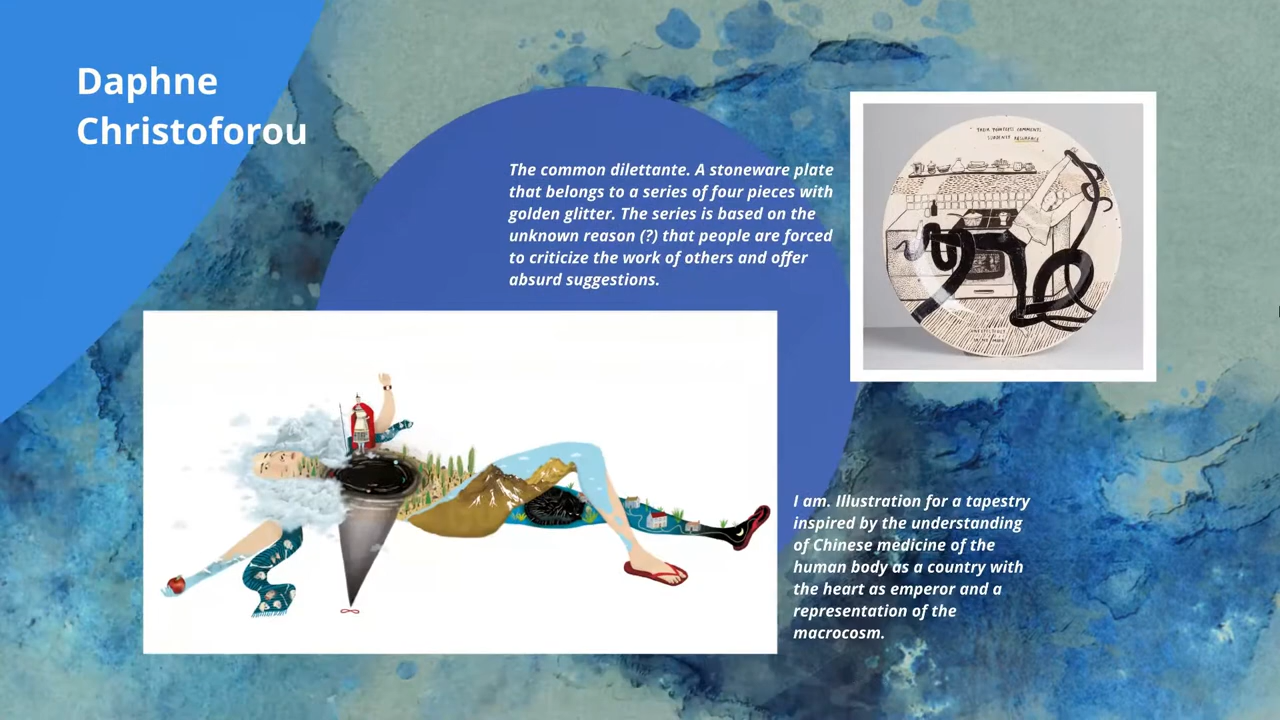 Daphne
Christoforou
The common dilettante. A stoneware plate
that belongs to a series of four pieces with
golden glitter. The series is based on the
unknown reason (?) that people are forced
to criticize the work of others and offer
absurd suggestions.
THEIR POINTLESS COMMENTS
I am. Illustration for a tapestry
inspired by the understanding
of Chinese medicine of the
human body as a country with
the heart as emperor and a
representation of the
macrocosm.